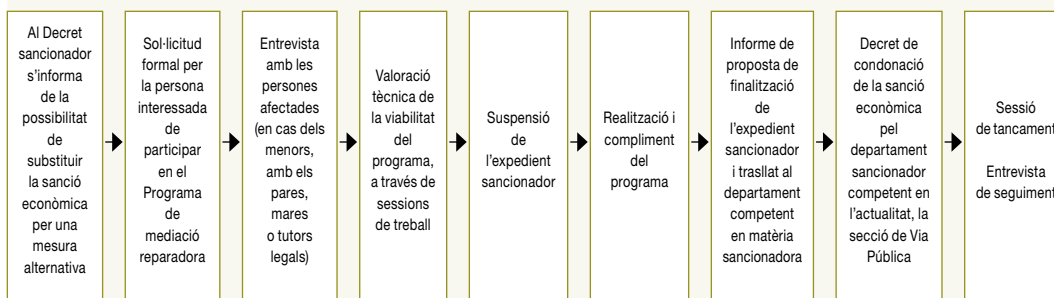 Al Decret
sancionador
s'informa
de la
possibilitat
de
substituir
la sanció
econòmica
per una
mesura
alternativa
Sol·licitud
formal per
la persona
interessada
de
participar
en el
Programa
de
mediació
reparadora
Entrevista
amb les
persones
afectades
(en cas dels
menors,
amb els
pares,
mares
o tutors
legals)
Valoració
tècnica de
la viabilitat
del
programa,
a través de
sessions
de treball
Suspensió
de
l'expedient
sancionador
Realització i
compliment
del
programa
Informe de
proposta de
finalització
de
l'expedient
sancionador
i trasllat al
departament
competent
en matèria
sancionadora
Decret de
condonació
de la sanció
econòmica
pel
departament
sancionador
competent en
l'actualitat, la
secció de Via
Pública
Sessió
de tancament
Entrevista
de seguiment